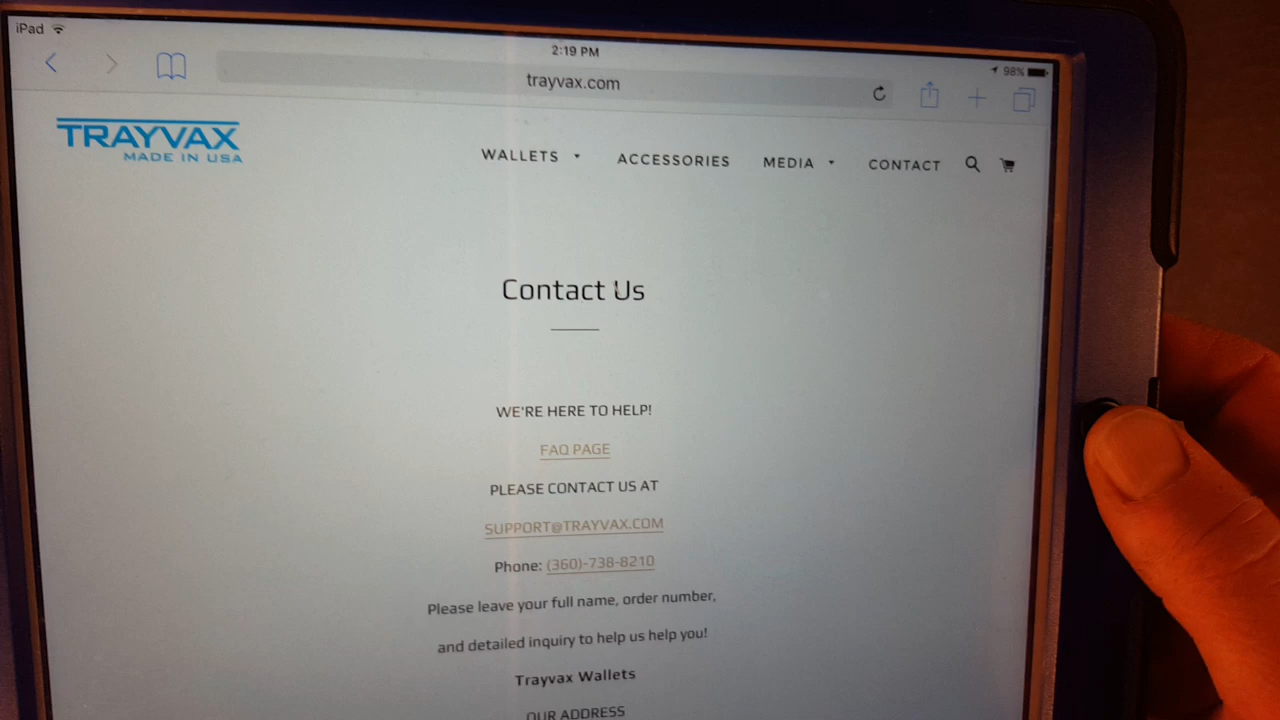 iPad
2:19 PM
98%
trayvax.com
TRAYVAX
MADE IN USA
WALLETS
ACCESSORIES
MEDIA
CONTACT
Contact Us
WE'RE HERE TO HELP!
FAQ PAGE
PLEASE CONTACT US AT
SUPPORT@TRAYVAX.COM
Phone: (360)-738-8210
Please leave your full name, order number,
and detailed inquiry to help us help you!
Trayvax Wallets
OUR ADDRESS